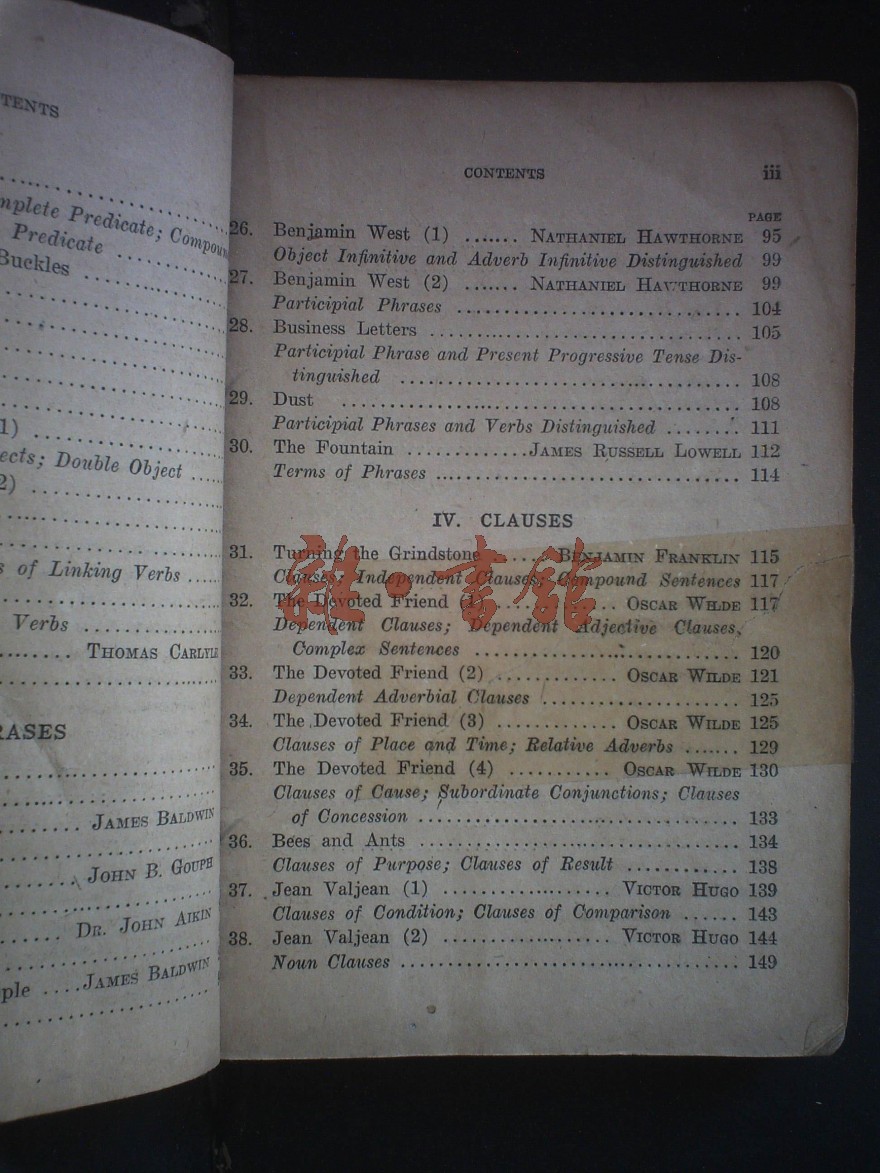 TENTS
mplete Predicate; Compoun
Predicate
Buckles
1)
ects; Double Object
2)
s of Linking Verbs
Verbs
THOMAS CARLYLE
RASES
JAMES BALDWIN
JOHN B. GOUPH
DR. JOHN AIKIN
ple .... JAMES BALDWIN
CONTENTS iii
PAGE
26. Benjamin West (1) ....... NATHANIEL HAWTHORNE 95
Object Infinitive and Adverb Infinitive Distinguished 99
27. Benjamin West (2) ....... NATHANIEL HAWTHORNE 99
Participial Phrases ................ 104
28. Business Letters ................ 105
Participial Phrase and Present Progressive Tense Dis-
tinguished ................ 108
29. Dust ................ 108
Participial Phrases and Verbs Distinguished ........ 111
30. The Fountain ............. JAMES RUSSELL LOWELL 112
Terms of Phrases ................ 114
IV. CLAUSES
31. Turning the Grindstone .... BENJAMIN FRANKLIN 115
Clauses; Independent Clauses; Compound Sentences 117
32. The Devoted Friend (1) ............. OSCAR WILDE 117
Dependent Clauses; Dependent Adjective Clauses,
Complex Sentences ................ 120
33. The Devoted Friend (2) ............. OSCAR WILDE 121
Dependent Adverbial Clauses ................ 125
34. The Devoted Friend (3) ............. OSCAR WILDE 125
Clauses of Place and Time; Relative Adverbs ....... 129
35. The Devoted Friend (4) ........... OSCAR WILDE 130
Clauses of Cause; Subordinate Conjunctions; Clauses
of Concession ................ 133
36. Bees and Ants ................ 134
Clauses of Purpose; Clauses of Result ............ 138
37. Jean Valjean (1) ................ VICTOR HUGO 139
Clauses of Condition; Clauses of Comparison ...... 143
38. Jean Valjean (2) ................ VICTOR HUGO 144
Noun Clauses ................ 149
書館